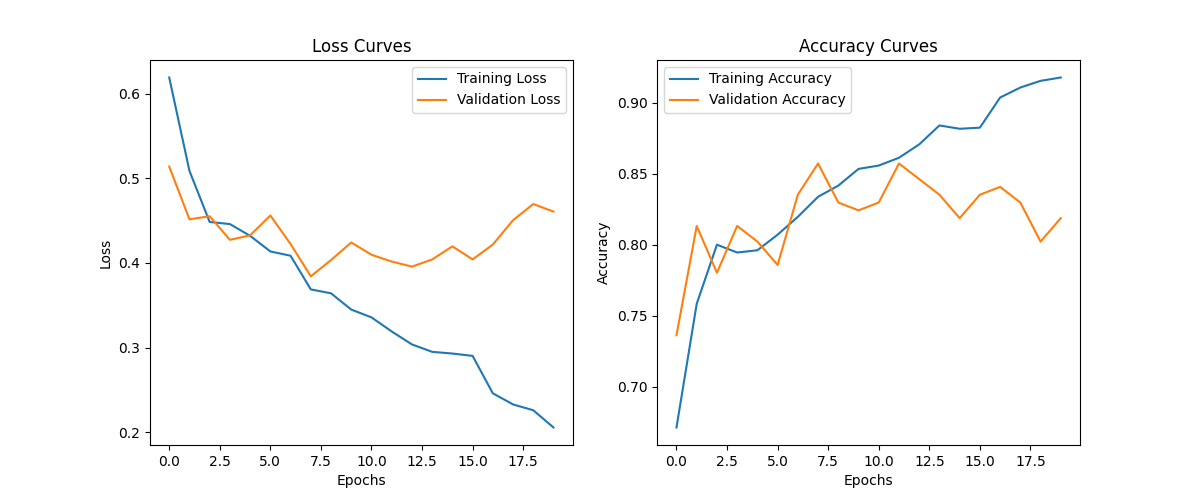 Loss Curves
Training Loss
Validation Loss
0.6
0.5
0.4
0.3
0.2
Loss
0.0 2.5 5.0 7.5 10.0 12.5 15.0 17.5
Epochs
Accuracy Curves
Training Accuracy
Validation Accuracy
0.90
0.85
0.80
0.75
0.70
Accuracy
0.0 2.5 5.0 7.5 10.0 12.5 15.0 17.5
Epochs